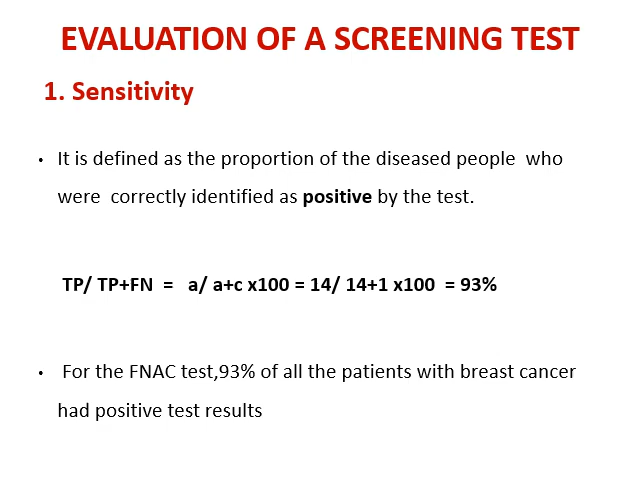 EVALUATION OF A SCREENING TEST
1. Sensitivity
• It is defined as the proportion of the diseased people who
were correctly identified as positive by the test.
TP/ TP+FN = a/ a+c x100 = 14/ 14+1 x100 = 93%
• For the FNAC test,93% of all the patients with breast cancer
had positive test results